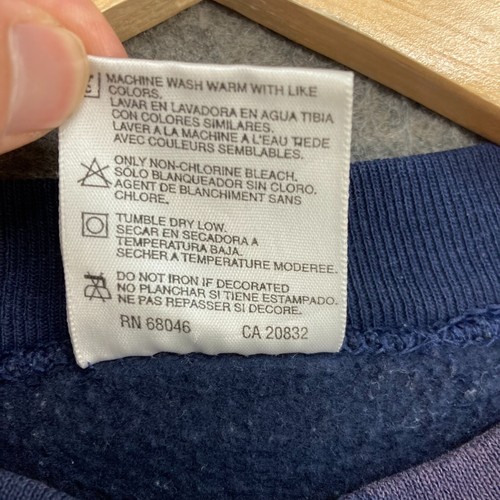 MACHINE WASH WARM WITH LIKE
COLORS.
LAVAR EN LAVADORA EN AGUA TIBIA
CON COLORES SIMILARES.
LAVER A LA MACHINE A L'EAU TIEDE
AVEC COULEURS SEMBLABLES.
ONLY NON-CHLORINE BLEACH.
SÓLO BLANQUEADOR SIN CLORO.
AGENT DE BLANCHIMENT SANS
CHLORE.
TUMBLE DRY LOW.
SECAR EN SECADORA A
TEMPERATURA BAJA.
SECHER A TEMPERATURE MODEREE.
DO NOT IRON IF DECORATED
NO PLANCHAR SI TIENE ESTAMPADO.
NE PAS REPASSER SI DECORE.
RN 68046 CA 20832